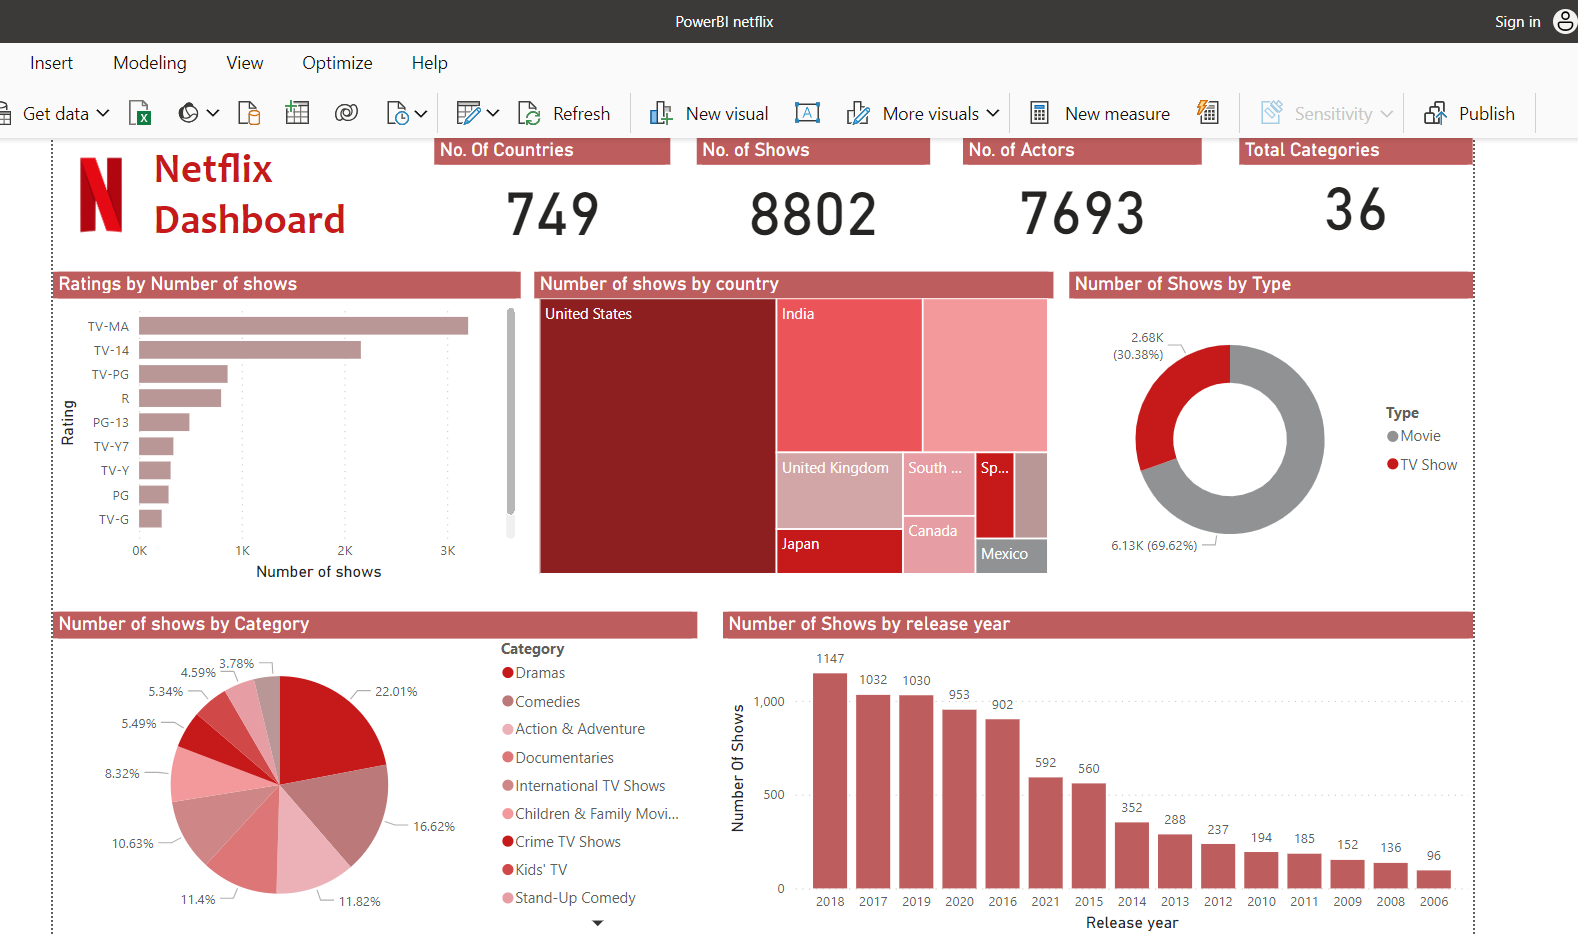 PowerBI netflix
Sign in
Insert Modeling View Optimize Help
Get data Refresh New visual More visuals New measure Sensitivity Publish
N
Netflix
Dashboard
No. Of Countries
749
No. of Shows
8802
No. of Actors
7693
Total Categories
36
Ratings by Number of shows
Rating
TV-MA
TV-14
TV-PG
R
PG-13
TV-Y7
TV-Y
PG
TV-G
0K 1K 2K 3K
Number of shows
Number of shows by country
United States
India
United Kingdom
South ...
Sp...
Japan
Canada
Mexico
Number of Shows by Type
2.68K
(30.38%)
6.13K (69.62%)
Type
Movie
TV Show
Number of shows by Category
3.78%
4.59%
5.34%
5.49%
8.32%
10.63%
11.4%
11.82%
16.62%
22.01%
Category
Dramas
Comedies
Action & Adventure
Documentaries
International TV Shows
Children & Family Movi...
Crime TV Shows
Kids' TV
Stand-Up Comedy
Number of Shows by release year
Number Of Shows
1,000
500
0
1147 1032 1030 953 902 592 560 352 288 237 194 185 152 136 96
2018 2017 2019 2020 2016 2021 2015 2014 2013 2012 2010 2011 2009 2008 2006
Release year